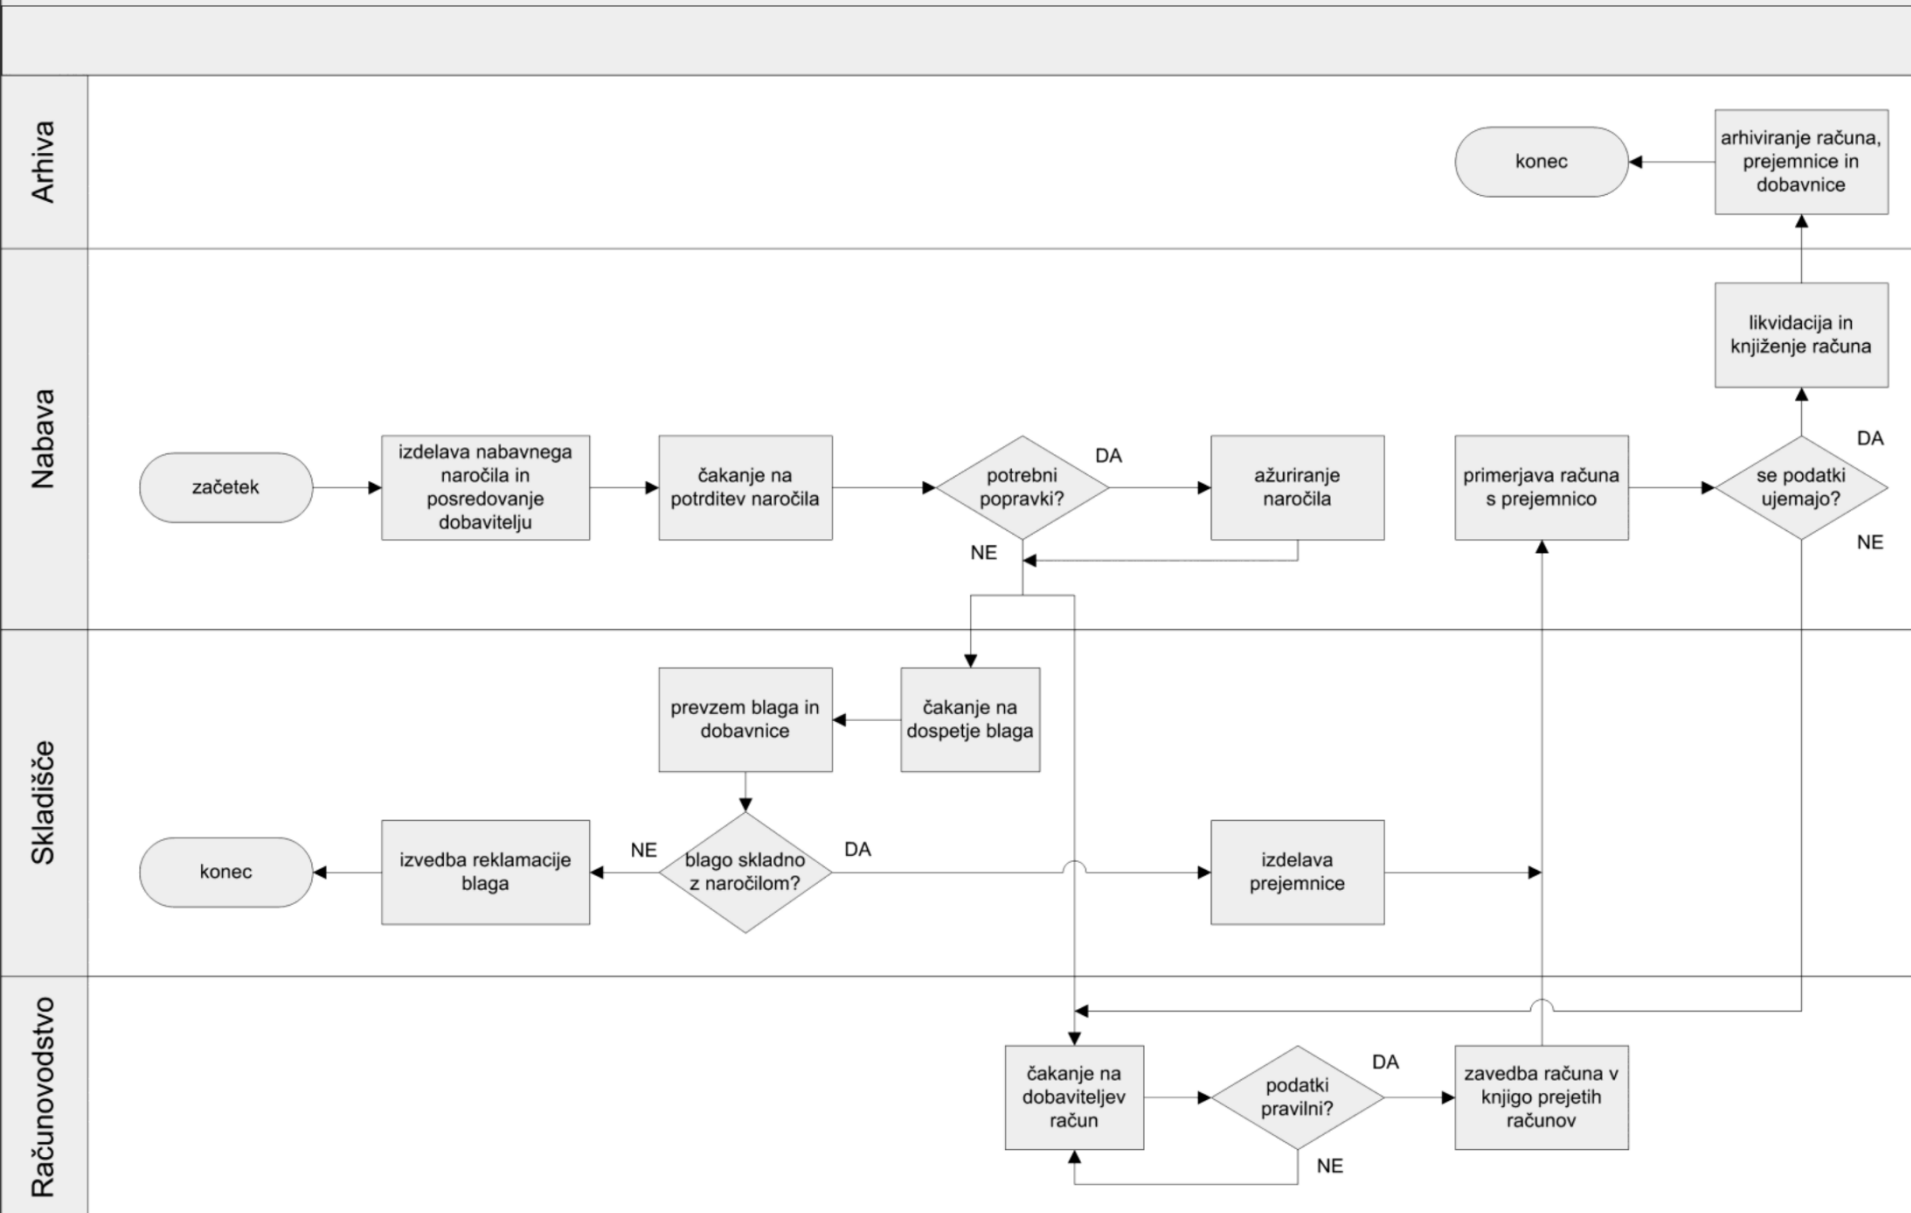 Arhiva
konec
arhiviranje računa,
prejemnice in
dobavnice
Nabava
likvidacija in
knjiženje računa
začetek
izdelava nabavnega
naročila in
posredovanje
dobavitelju
čakanje na
potrditev naročila
potrebni
popravki?
DA
NE
ažuriranje
naročila
primerjava računa
s prejemnico
se podatki
ujemajo?
DA
NE
Skladišče
prevzem blaga in
dobavnice
čakanje na
dospetje blaga
konec
izvedba reklamacije
blaga
NE
blago skladno
z naročilom?
DA
izdelava
prejemnice
Računovodstvo
čakanje na
dobaviteljev
račun
podatki
pravilni?
DA
NE
zavedba računa v
knjigo prejetih
računov